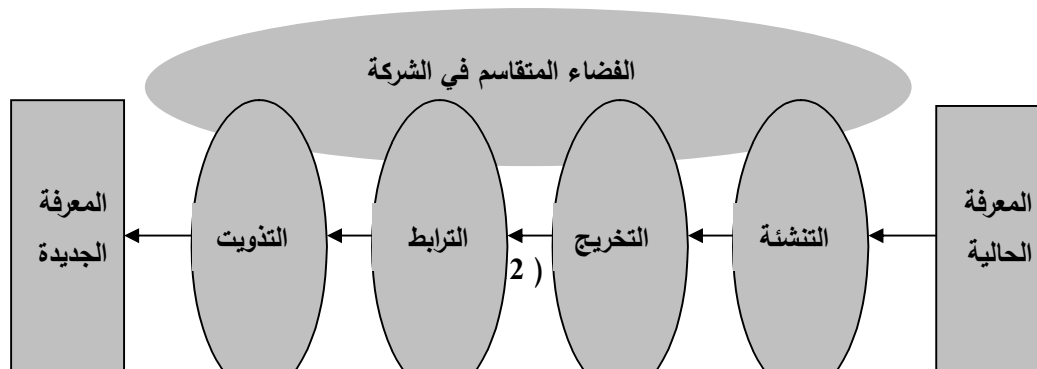 الفضاء المتقاسم في الشركة
المعرفة
الحالية
التنشئة
التخريج
الترابط
التذويت
المعرفة
الجديدة
2 )